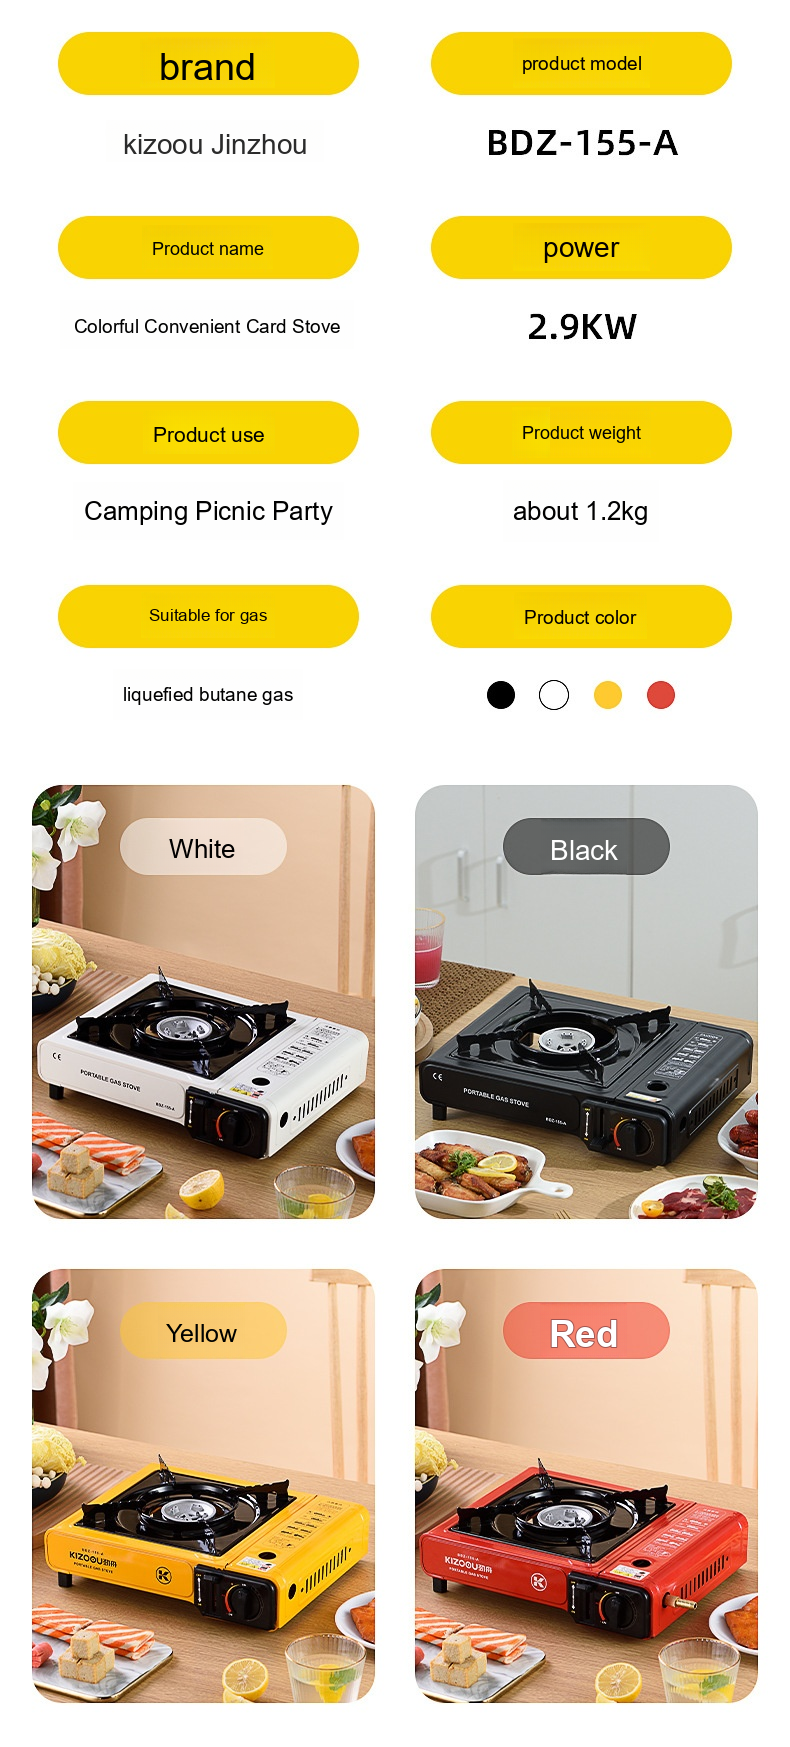 brand
product model
kizoou Jinzhou
BDZ-155-A
Product name
power
Colorful Convenient Card Stove
2.9KW
Product use
Product weight
Camping Picnic Party
about 1.2kg
Suitable for gas
Product color
liquefied butane gas
White
Black
CE
PORTABLE GAS STOVE
BDZ-155-A
CE
PORTABLE GAS STOVE
BDZ-155-A
Yellow
Red
BDZ-155-A
KIZOOU
PORTABLE GAS STOVE
K
BDZ-155-A
KIZOOU
PORTABLE GAS STOVE
K